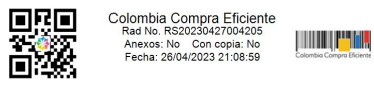 Colombia Compra Eficiente
Rad No. RS20230427004205
Anexos: No Con copia: No
Fecha: 26/04/2023 21:08:59
Colombia Compra Eficiente